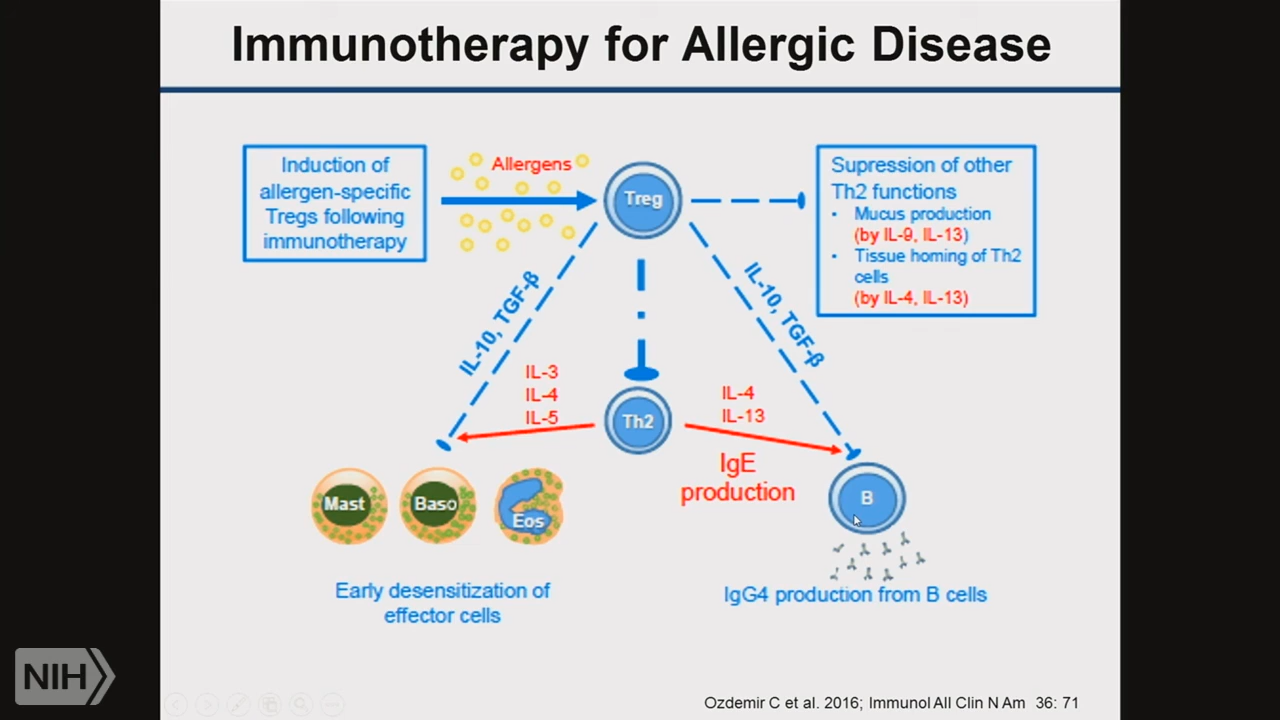 Immunotherapy for Allergic Disease
Induction of
allergen-specific
Tregs following
immunotherapy
Allergens
Treg
Supression of other
Th2 functions
• Mucus production
(by IL-9, IL-13)
• Tissue homing of Th2
cells
(by IL-4, IL-13)
IL-10, TGF-β
IL-10, TGF-β
IL-3
IL-4
IL-5
Th2
IL-4
IL-13
IgE
production
Mast
Baso
Eos
B
Early desensitization of
effector cells
IgG4 production from B cells
NIH
Ozdemir C et al. 2016; Immunol All Clin N Am 36: 71